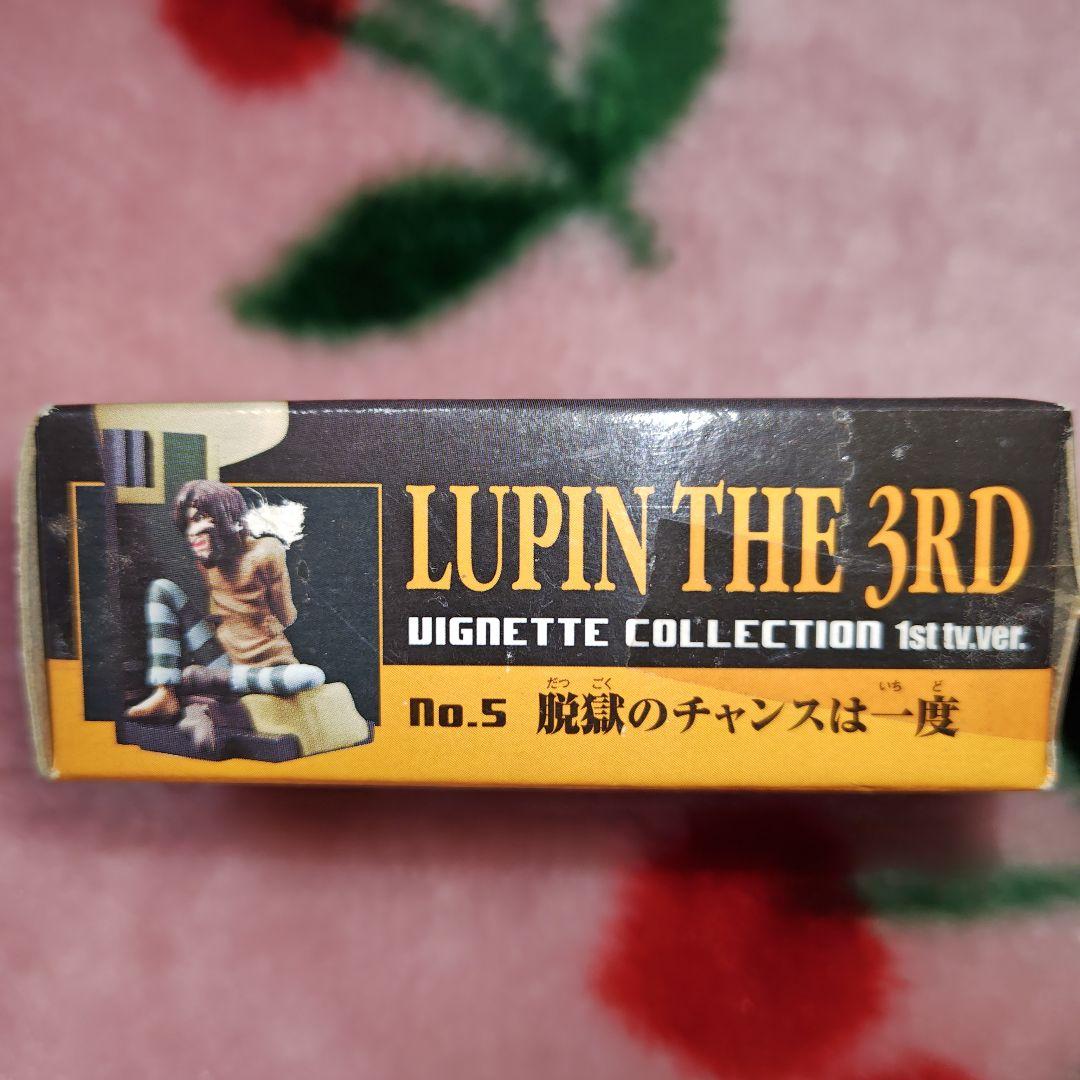 LUPIN THE 3RD
VIGNETTE COLLECTION 1st tv.ver.
だつ ごく いち ど
no.5 脱獄のチャンスは一度